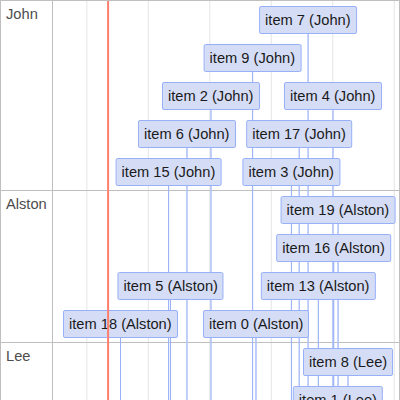 John
item 7 (John)
item 9 (John)
item 2 (John)
item 4 (John)
item 6 (John)
item 17 (John)
item 15 (John)
item 3 (John)
Alston
item 19 (Alston)
item 16 (Alston)
item 5 (Alston)
item 13 (Alston)
item 18 (Alston)
item 0 (Alston)
Lee
item 8 (Lee)
item 1 (Lee)